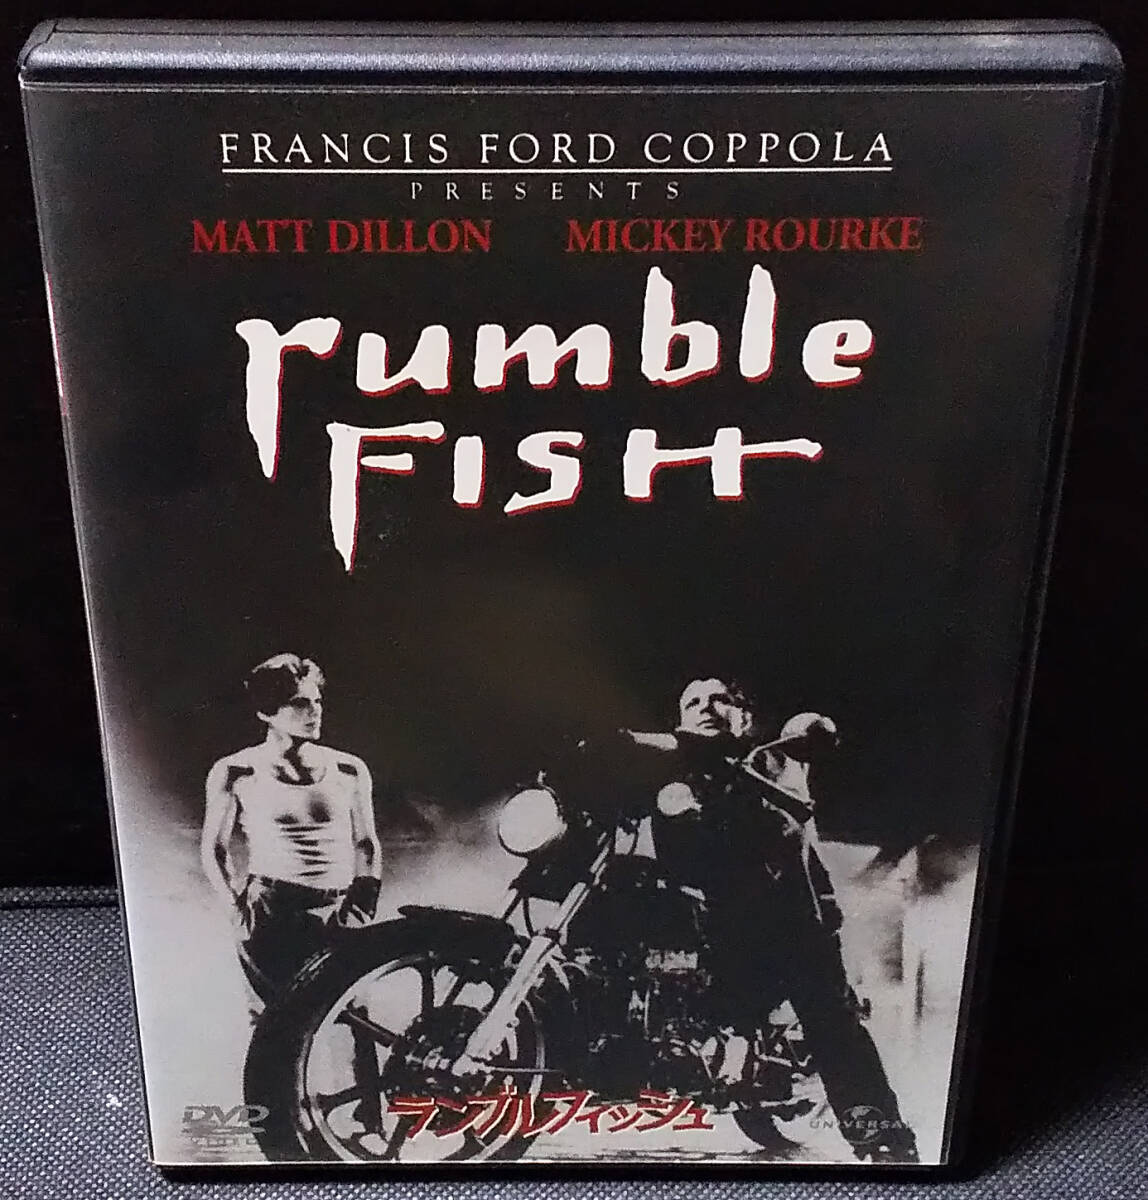 FRANCIS FORD COPPOLA
PRESENTS
MATT DILLON MICKEY ROURKE
rumble
FISH
ランブルフィッシュ
DVD
VIDEO
UNIVERSAL